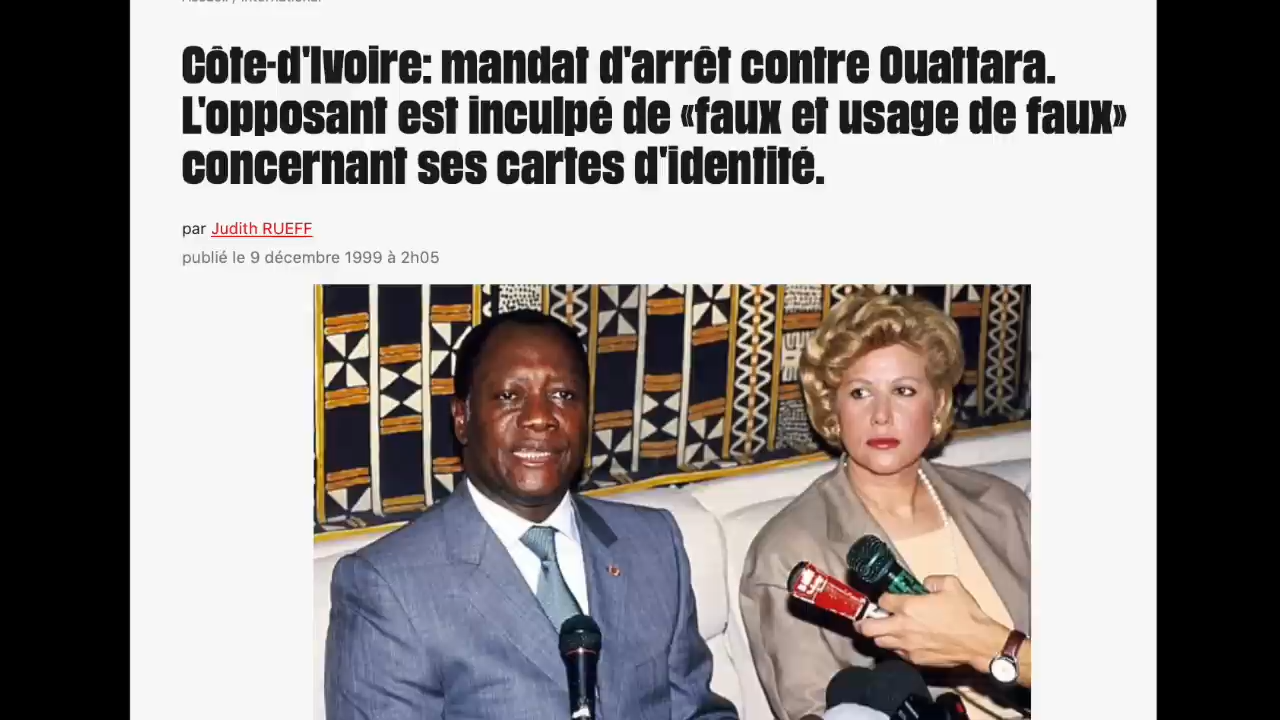 Côte-d'Ivoire: mandat d'arrêt contre Ouattara.
L'opposant est inculpé de «faux et usage de faux»
concernant ses cartes d'identité.
par Judith RUEFF
publié le 9 décembre 1999 à 2h05